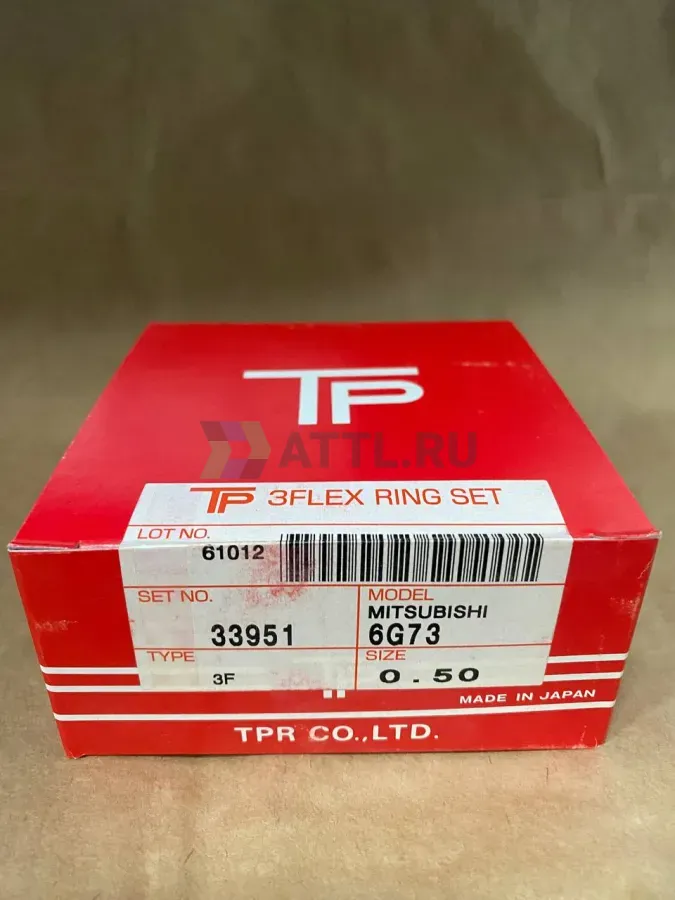 TP
ATTL.RU
TP 3FLEX RING SET
LOT NO.
61012
SET NO.
33951
MODEL
MITSUBISHI
6G73
TYPE
3F
SIZE
0.50
MADE IN JAPAN
TPR CO.,LTD.